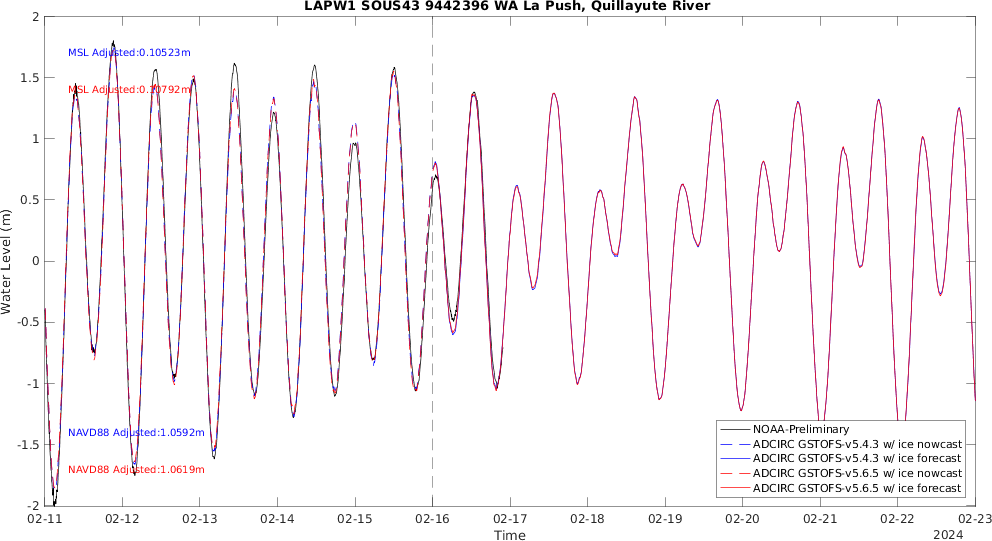 LAPW1 SOUS43 9442396 WA La Push, Quillayute River
Water Level (m)
2
1.5
1
0.5
0
-0.5
-1
-1.5
-2
MSL Adjusted:0.10523m
MSL Adjusted:0.10792m
NAVD88 Adjusted:1.0592m
NAVD88 Adjusted:1.0619m
NOAA-Preliminary
ADCIRC GSTOFS-v5.4.3 w/ ice nowcast
ADCIRC GSTOFS-v5.4.3 w/ ice forecast
ADCIRC GSTOFS-v5.6.5 w/ ice nowcast
ADCIRC GSTOFS-v5.6.5 w/ ice forecast
02-11 02-12 02-13 02-14 02-15 02-16 02-17 02-18 02-19 02-20 02-21 02-22 02-23
Time
2024